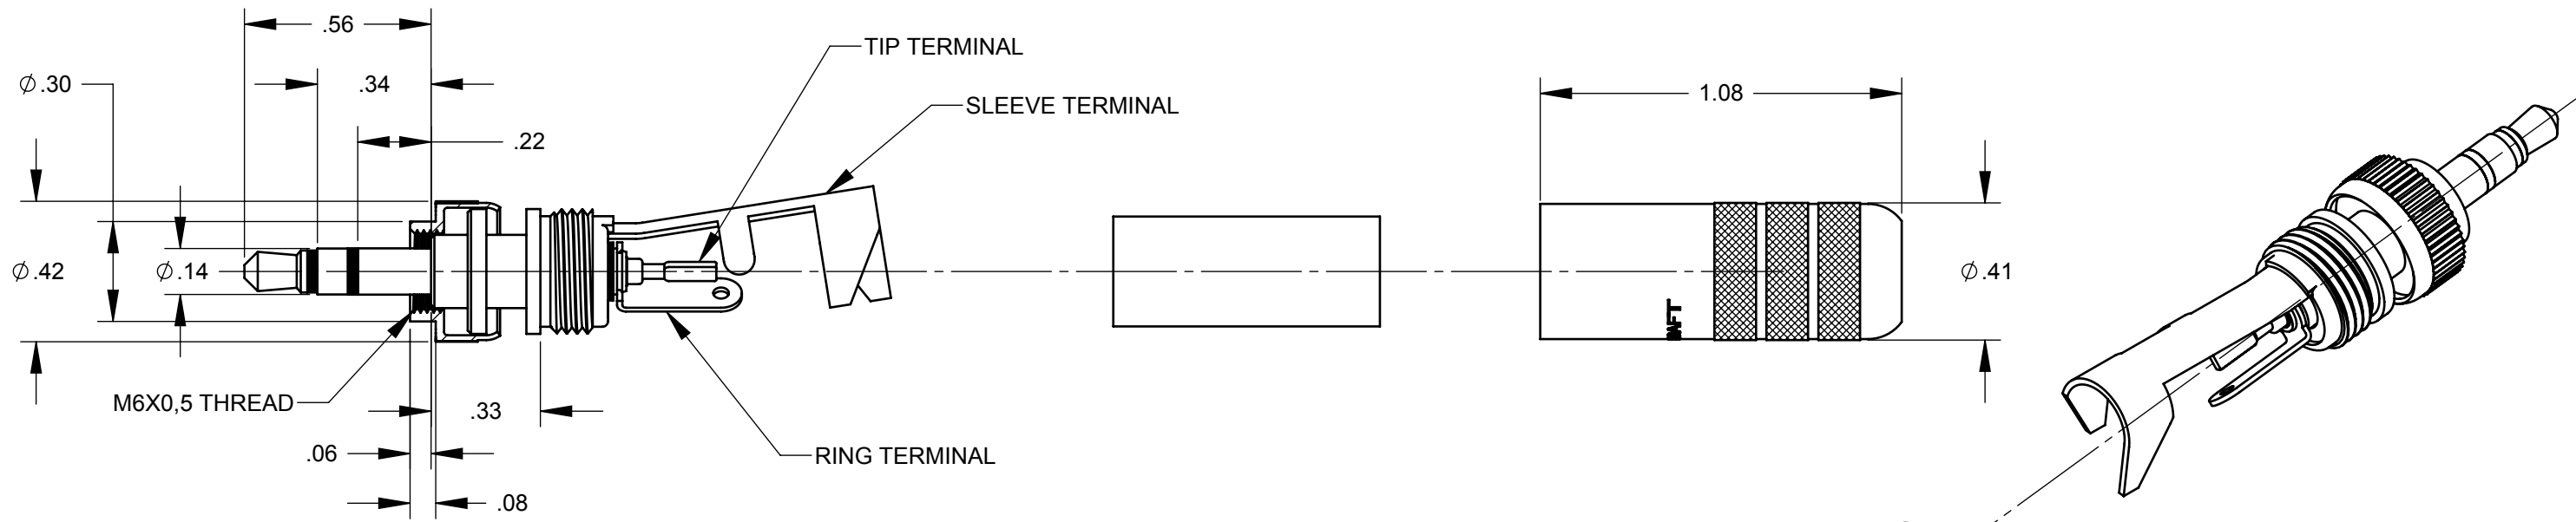 .56
TIP TERMINAL
Ø.30
.34
1.08
SLEEVE TERMINAL
.22
Ø.42
Ø.14
Ø.41
M6X0,5 THREAD
.33
.06
RING TERMINAL
.08